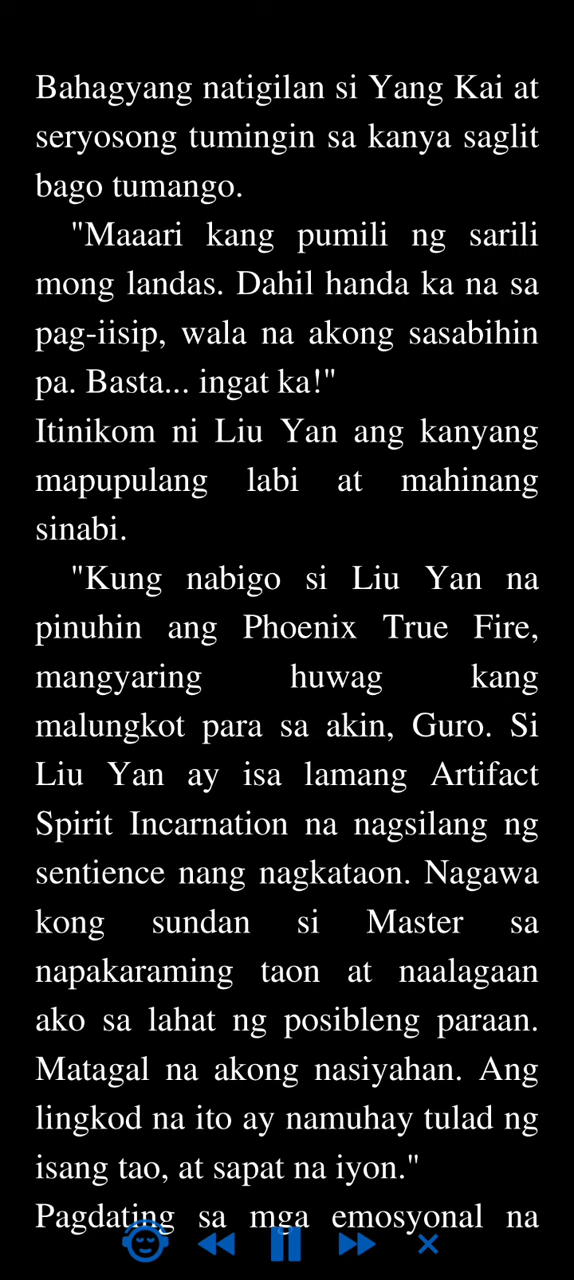 Bahagyang natigilan si Yang Kai at
seryosong tumingin sa kanya saglit
bago tumango.
"Maaari kang pumili ng sarili
mong landas. Dahil handa ka na sa
pag-iisip, wala na akong sasabihin
pa. Basta... ingat ka!"
Itinikom ni Liu Yan ang kanyang
mapupulang labi at mahinang
sinabi.
"Kung nabigo si Liu Yan na
pinuhin ang Phoenix True Fire,
mangyaring huwag kang
malungkot para sa akin, Guro. Si
Liu Yan ay isa lamang Artifact
Spirit Incarnation na nagsilang ng
sentience nang nagkataon. Nagawa
kong sundan si Master sa
napakaraming taon at naalagaan
ako sa lahat ng posibleng paraan.
Matagal na akong nasiyahan. Ang
lingkod na ito ay namuhay tulad ng
isang tao, at sapat na iyon."
Pagdating sa mga emosyonal na